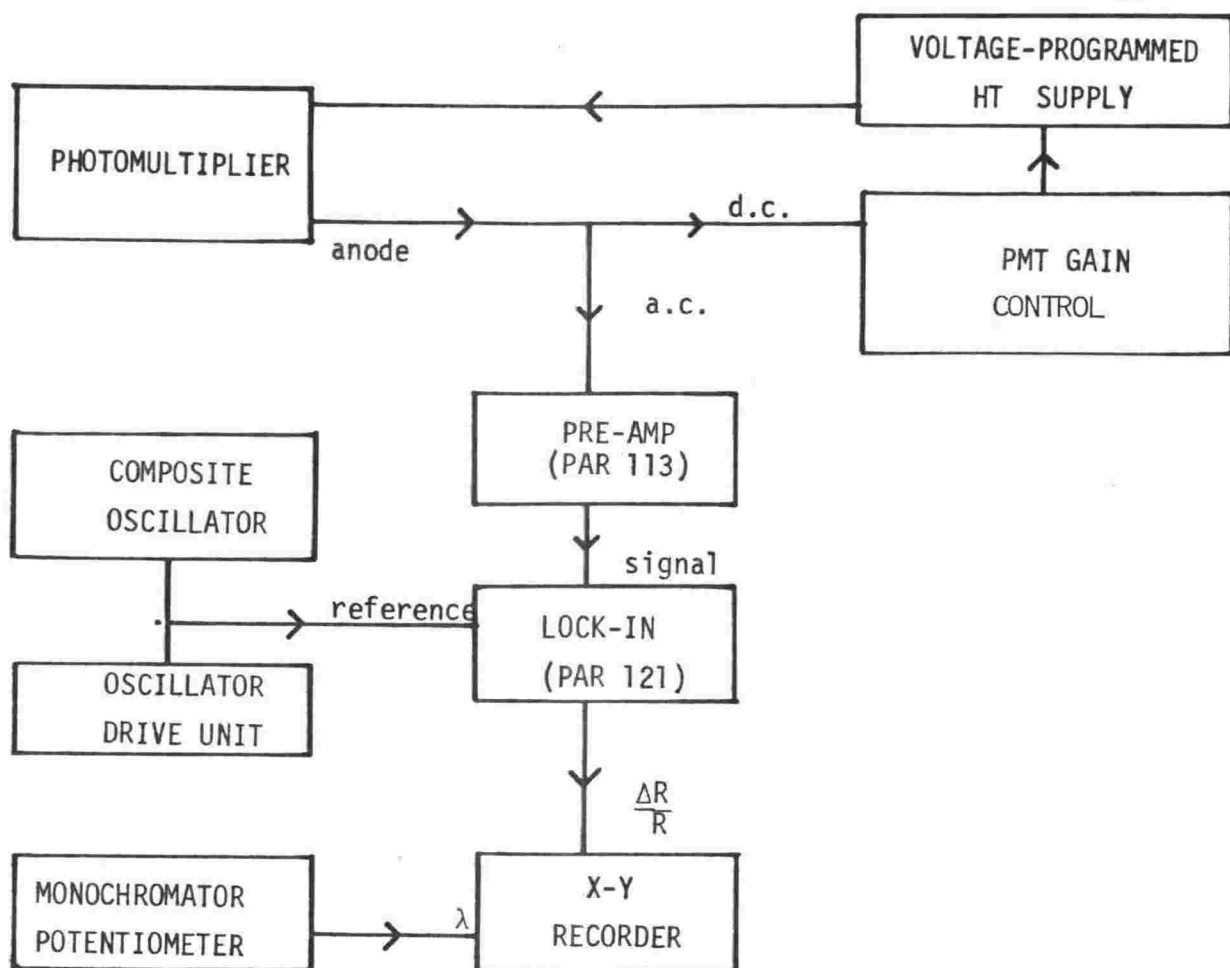 VOLTAGE-PROGRAMMED
HT SUPPLY
PHOTOMULTIPLIER
anode
d.c.
PMT GAIN
CONTROL
a.c.
PRE-AMP
(PAR 113)
COMPOSITE
OSCILLATOR
signal
reference
LOCK-IN
(PAR 121)
OSCILLATOR
DRIVE UNIT
ΔR
R
MONOCHROMATOR
POTENTIOMETER
λ
X-Y
RECORDER